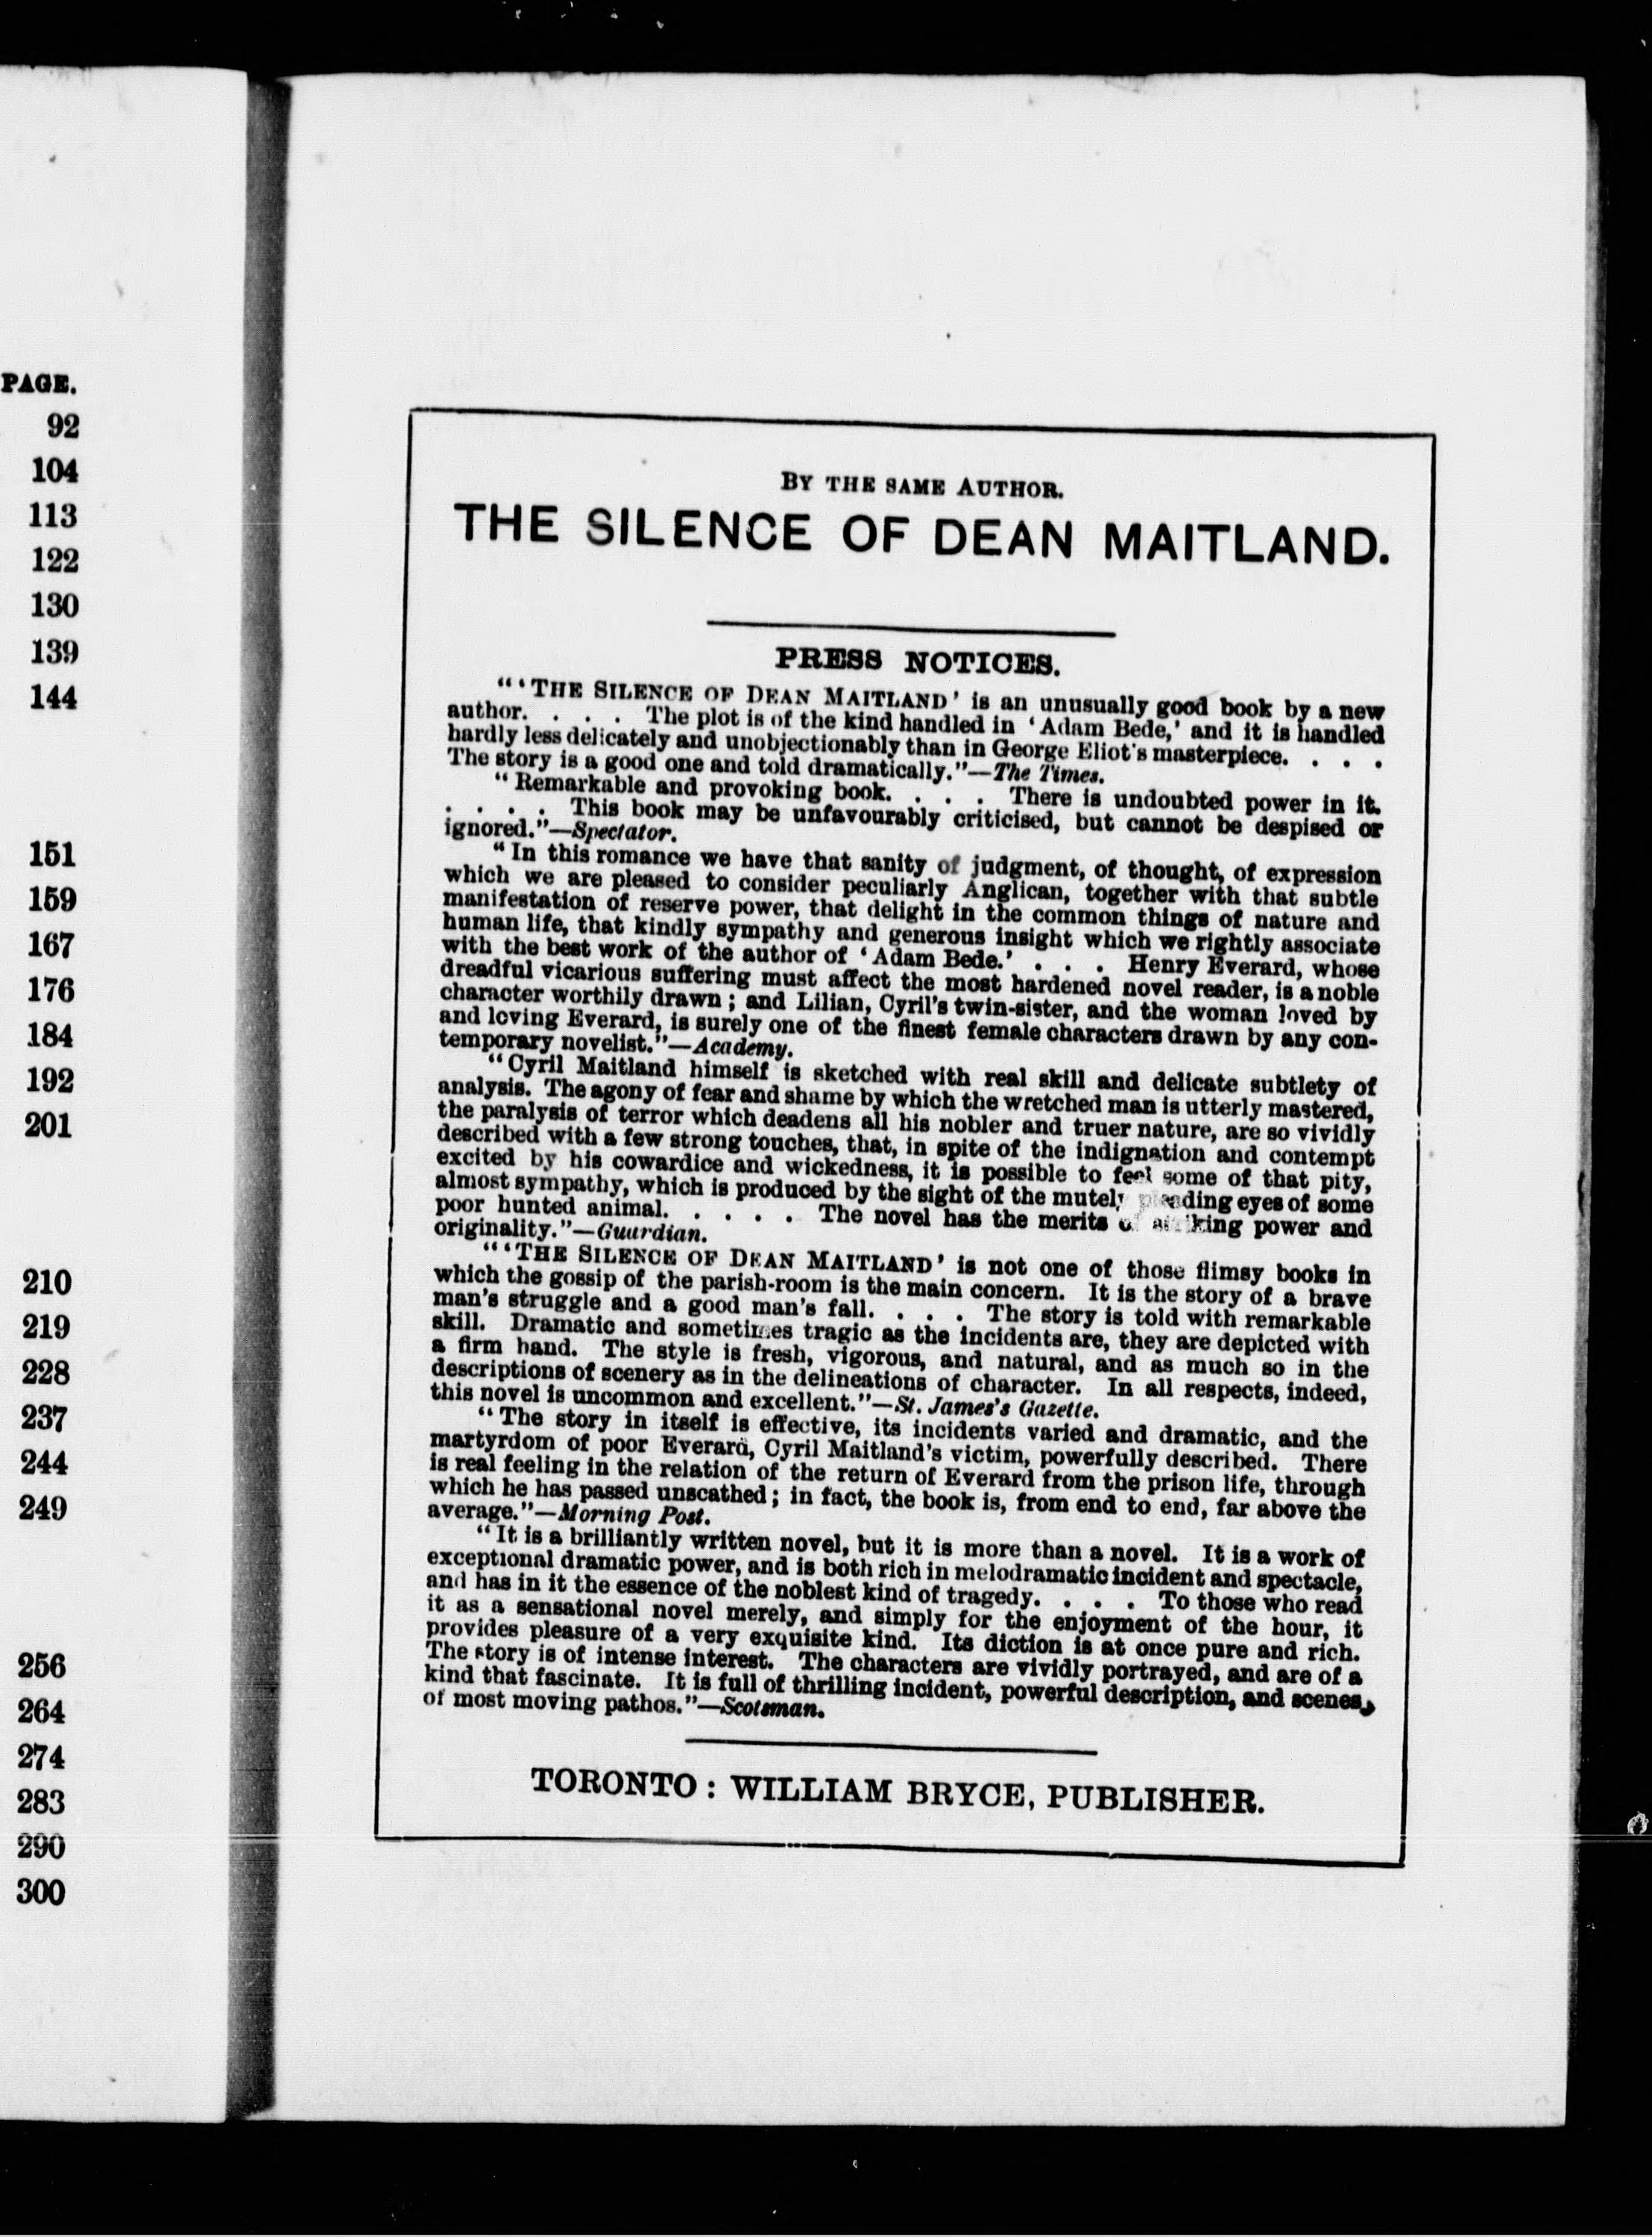 PAGE.
92
104
113
122
130
139
144
151
159
167
176
184
192
201
210
219
228
237
244
249
256
264
274
283
290
300
BY THE SAME AUTHOR.
THE SILENCE OF DEAN MAITLAND.
PRESS NOTICES.
"'THE SILENCE OF DEAN MAITLAND' is an unusually good book by a new
author. . . . The plot is of the kind handled in 'Adam Bede,' and it is handled
hardly less delicately and unobjectionably than in George Eliot's masterpiece. . . .
The story is a good one and told dramatically."—The Times.
"Remarkable and provoking book. . . . There is undoubted power in it.
. . . . This book may be unfavourably criticised, but cannot be despised or
ignored."—Spectator.
"In this romance we have that sanity of judgment, of thought, of expression
which we are pleased to consider peculiarly Anglican, together with that subtle
manifestation of reserve power, that delight in the common things of nature and
human life, that kindly sympathy and generous insight which we rightly associate
with the best work of the author of 'Adam Bede.' . . . Henry Everard, whose
dreadful vicarious suffering must affect the most hardened novel reader, is a noble
character worthily drawn; and Lilian, Cyril's twin-sister, and the woman loved by
and loving Everard, is surely one of the finest female characters drawn by any con-
temporary novelist."—Academy.
"Cyril Maitland himself is sketched with real skill and delicate subtlety of
analysis. The agony of fear and shame by which the wretched man is utterly mastered,
the paralysis of terror which deadens all his nobler and truer nature, are so vividly
described with a few strong touches, that, in spite of the indignation and contempt
excited by his cowardice and wickedness, it is possible to feel some of that pity,
almost sympathy, which is produced by the sight of the mutely pleading eyes of some
poor hunted animal. . . . . The novel has the merits of striking power and
originality."—Guardian.
"'THE SILENCE OF DEAN MAITLAND' is not one of those flimsy books in
which the gossip of the parish-room is the main concern. It is the story of a brave
man's struggle and a good man's fall. . . . The story is told with remarkable
skill. Dramatic and sometimes tragic as the incidents are, they are depicted with
a firm hand. The style is fresh, vigorous, and natural, and as much so in the
descriptions of scenery as in the delineations of character. In all respects, indeed,
this novel is uncommon and excellent."—St. James's Gazette.
"The story in itself is effective, its incidents varied and dramatic, and the
martyrdom of poor Everard, Cyril Maitland's victim, powerfully described. There
is real feeling in the relation of the return of Everard from the prison life, through
which he has passed unscathed; in fact, the book is, from end to end, far above the
average."—Morning Post.
"It is a brilliantly written novel, but it is more than a novel. It is a work of
exceptional dramatic power, and is both rich in melodramatic incident and spectacle,
and has in it the essence of the noblest kind of tragedy. . . . To those who read
it as a sensational novel merely, and simply for the enjoyment of the hour, it
provides pleasure of a very exquisite kind. Its diction is at once pure and rich.
The story is of intense interest. The characters are vividly portrayed, and are of a
kind that fascinate. It is full of thrilling incident, powerful description, and scenes,
of most moving pathos."—Scotsman.
TORONTO: WILLIAM BRYCE, PUBLISHER.